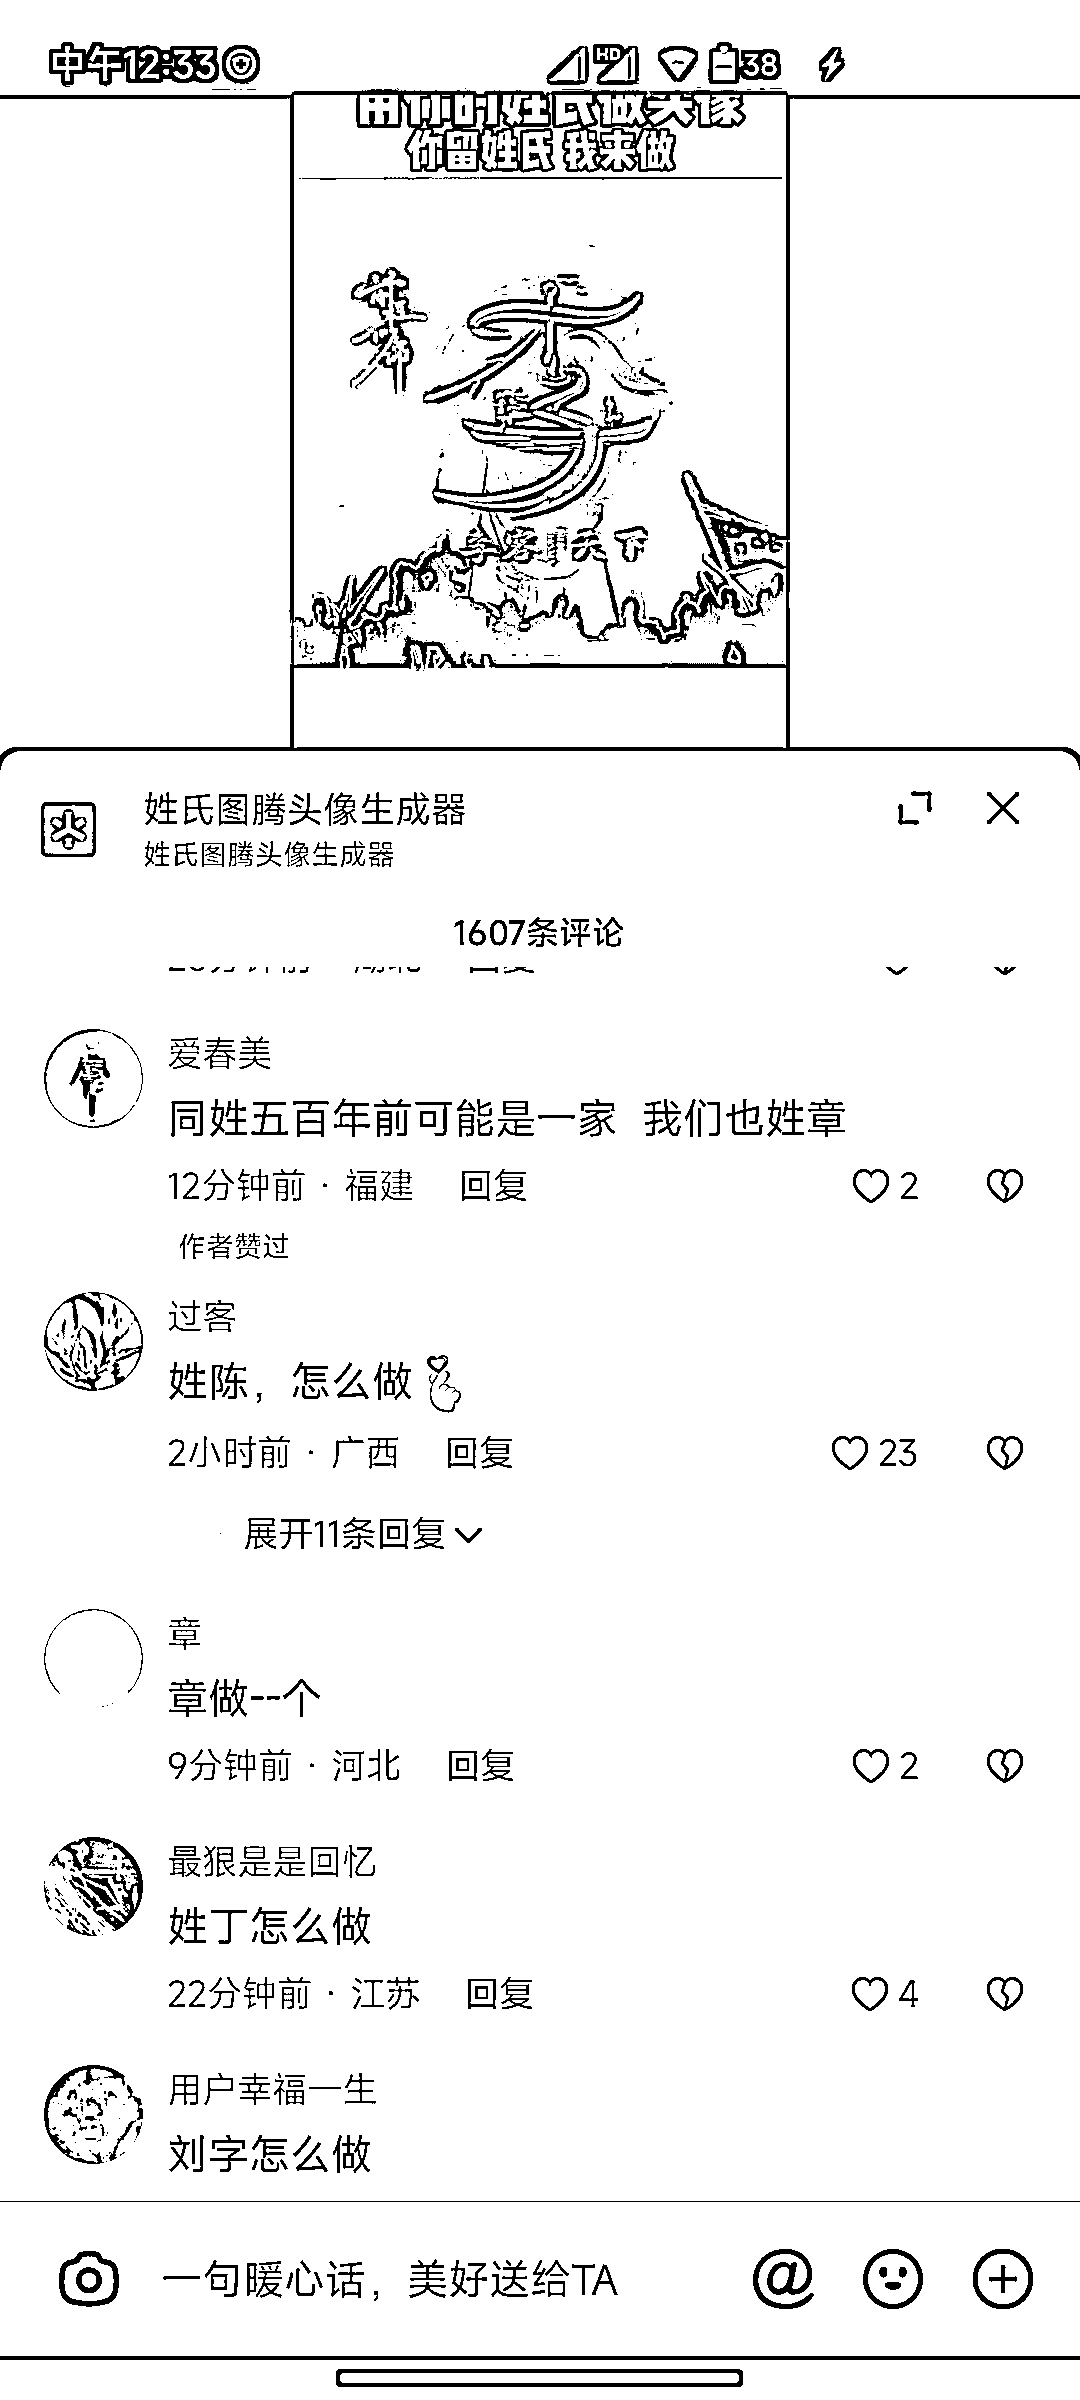 中午12:33
HD
38
用你的姓氏做头像
你留姓氏 我来做
李
天下
姓氏图腾头像生成器
姓氏图腾头像生成器
1607条评论
爱春美
同姓五百年前可能是一家 我们也姓章
12分钟前 · 福建 回复
2
作者赞过
过客
姓陈，怎么做
2小时前 · 广西 回复
23
展开11条回复
章
章做--个
9分钟前 · 河北 回复
2
最狠是是回忆
姓丁怎么做
22分钟前 · 江苏 回复
4
用户幸福一生
刘字怎么做
一句暖心话，美好送给TA